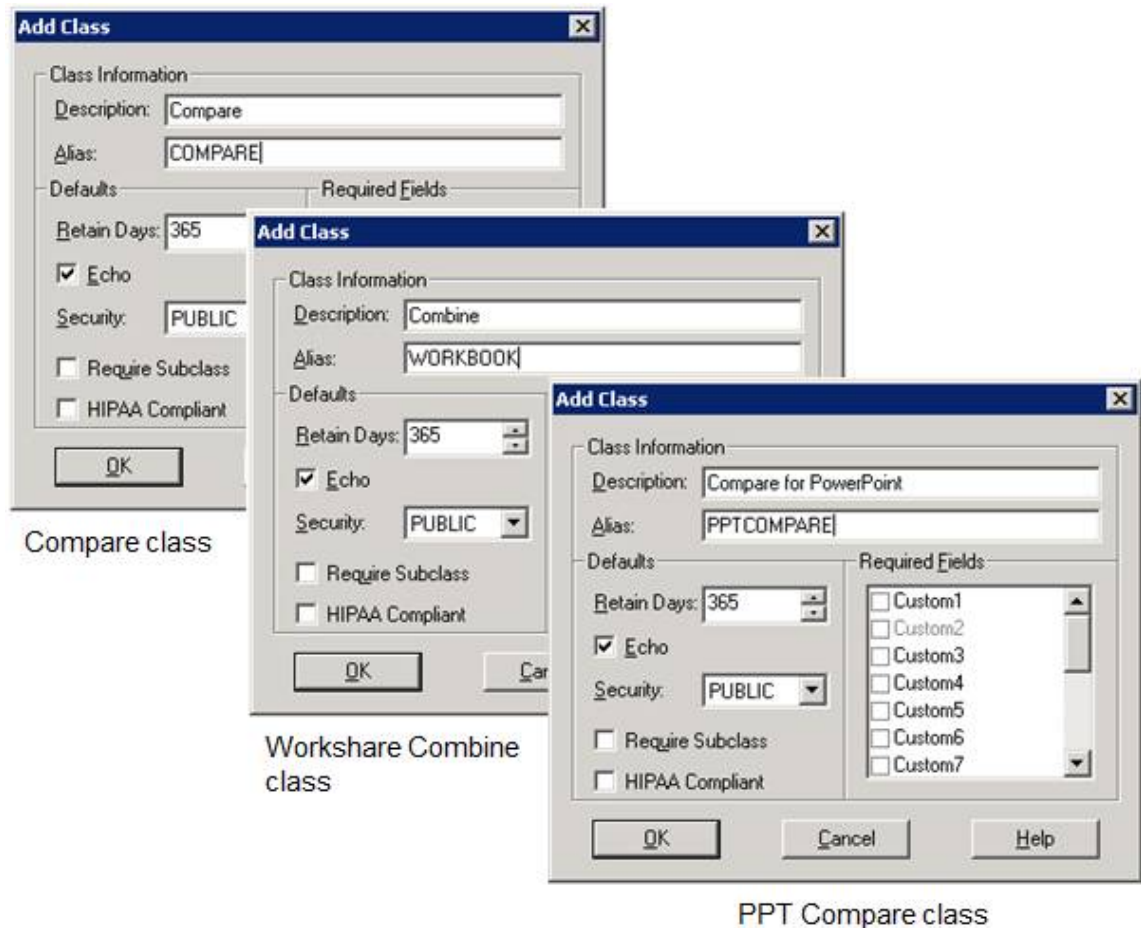 Add Class
Class Information
Description: Compare
Alias: COMPARE
Defaults
Required Fields
Retain Days: 365
Echo
Security: PUBLIC
Require Subclass
HIPAA Compliant
OK
Compare class
Add Class
Class Information
Description: Combine
Alias: WORKBOOK
Defaults
Retain Days: 365
Echo
Security: PUBLIC
Require Subclass
HIPAA Compliant
OK
Workshare Combine
class
Add Class
Class Information
Description: Compare for PowerPoint
Alias: PPTCOMPARE
Defaults
Required Fields
Retain Days: 365
Echo
Security: PUBLIC
Require Subclass
HIPAA Compliant
Custom1
Custom2
Custom3
Custom4
Custom5
Custom6
Custom7
OK
Cancel
Help
PPT Compare class